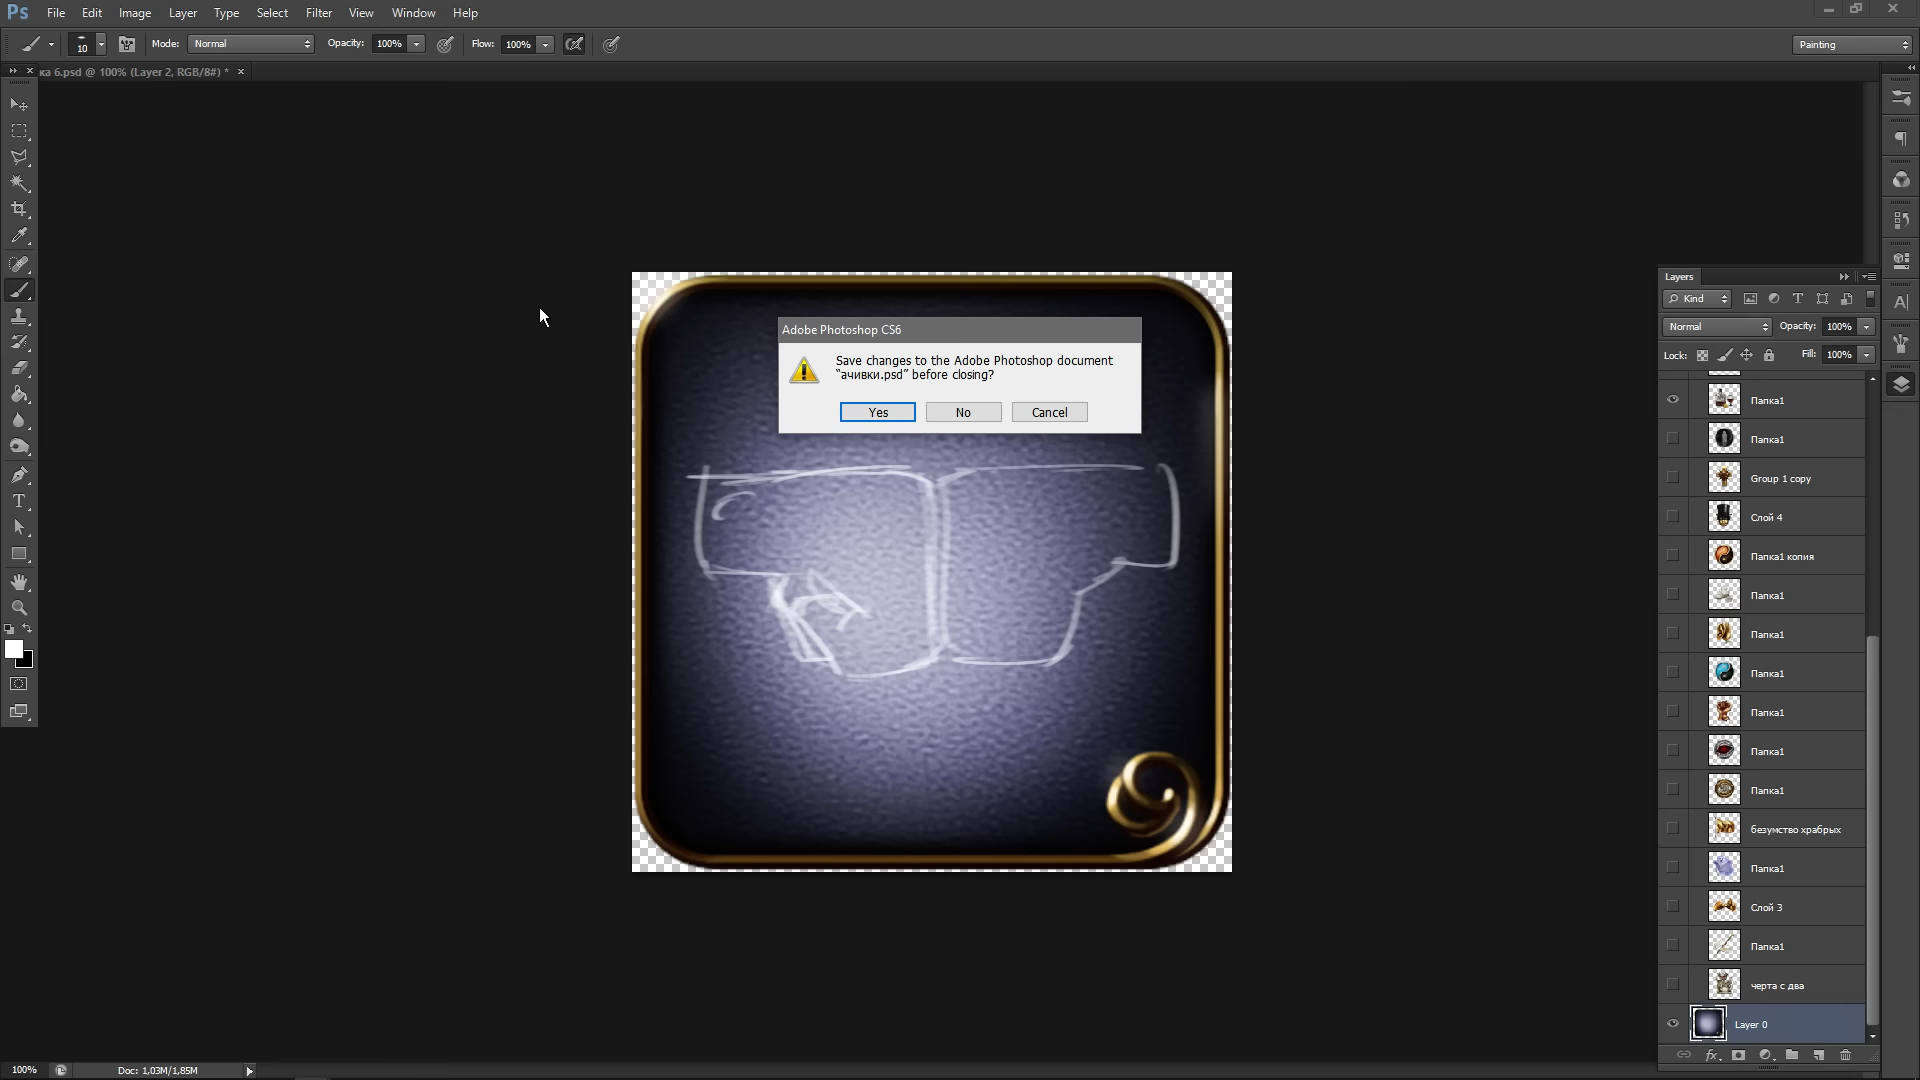 Ps File Edit Image Layer Type Select Filter View Window Help
10 Mode: Normal Opacity: 100% Flow: 100% Painting
ка 6.psd @ 100% (Layer 2, RGB/8#) *
Adobe Photoshop CS6
Save changes to the Adobe Photoshop document
“ачивки.psd” before closing?
Yes No Cancel
Layers
Kind
Normal Opacity: 100%
Lock: Fill: 100%
Папка1
Папка1
Group 1 copy
Слой 4
Папка1 копия
Папка1
Папка1
Папка1
Папка1
Папка1
Папка1
безумство храбрых
Папка1
Слой 3
Папка1
черта с два
Layer 0
100% Doc: 1,03M/1,85M